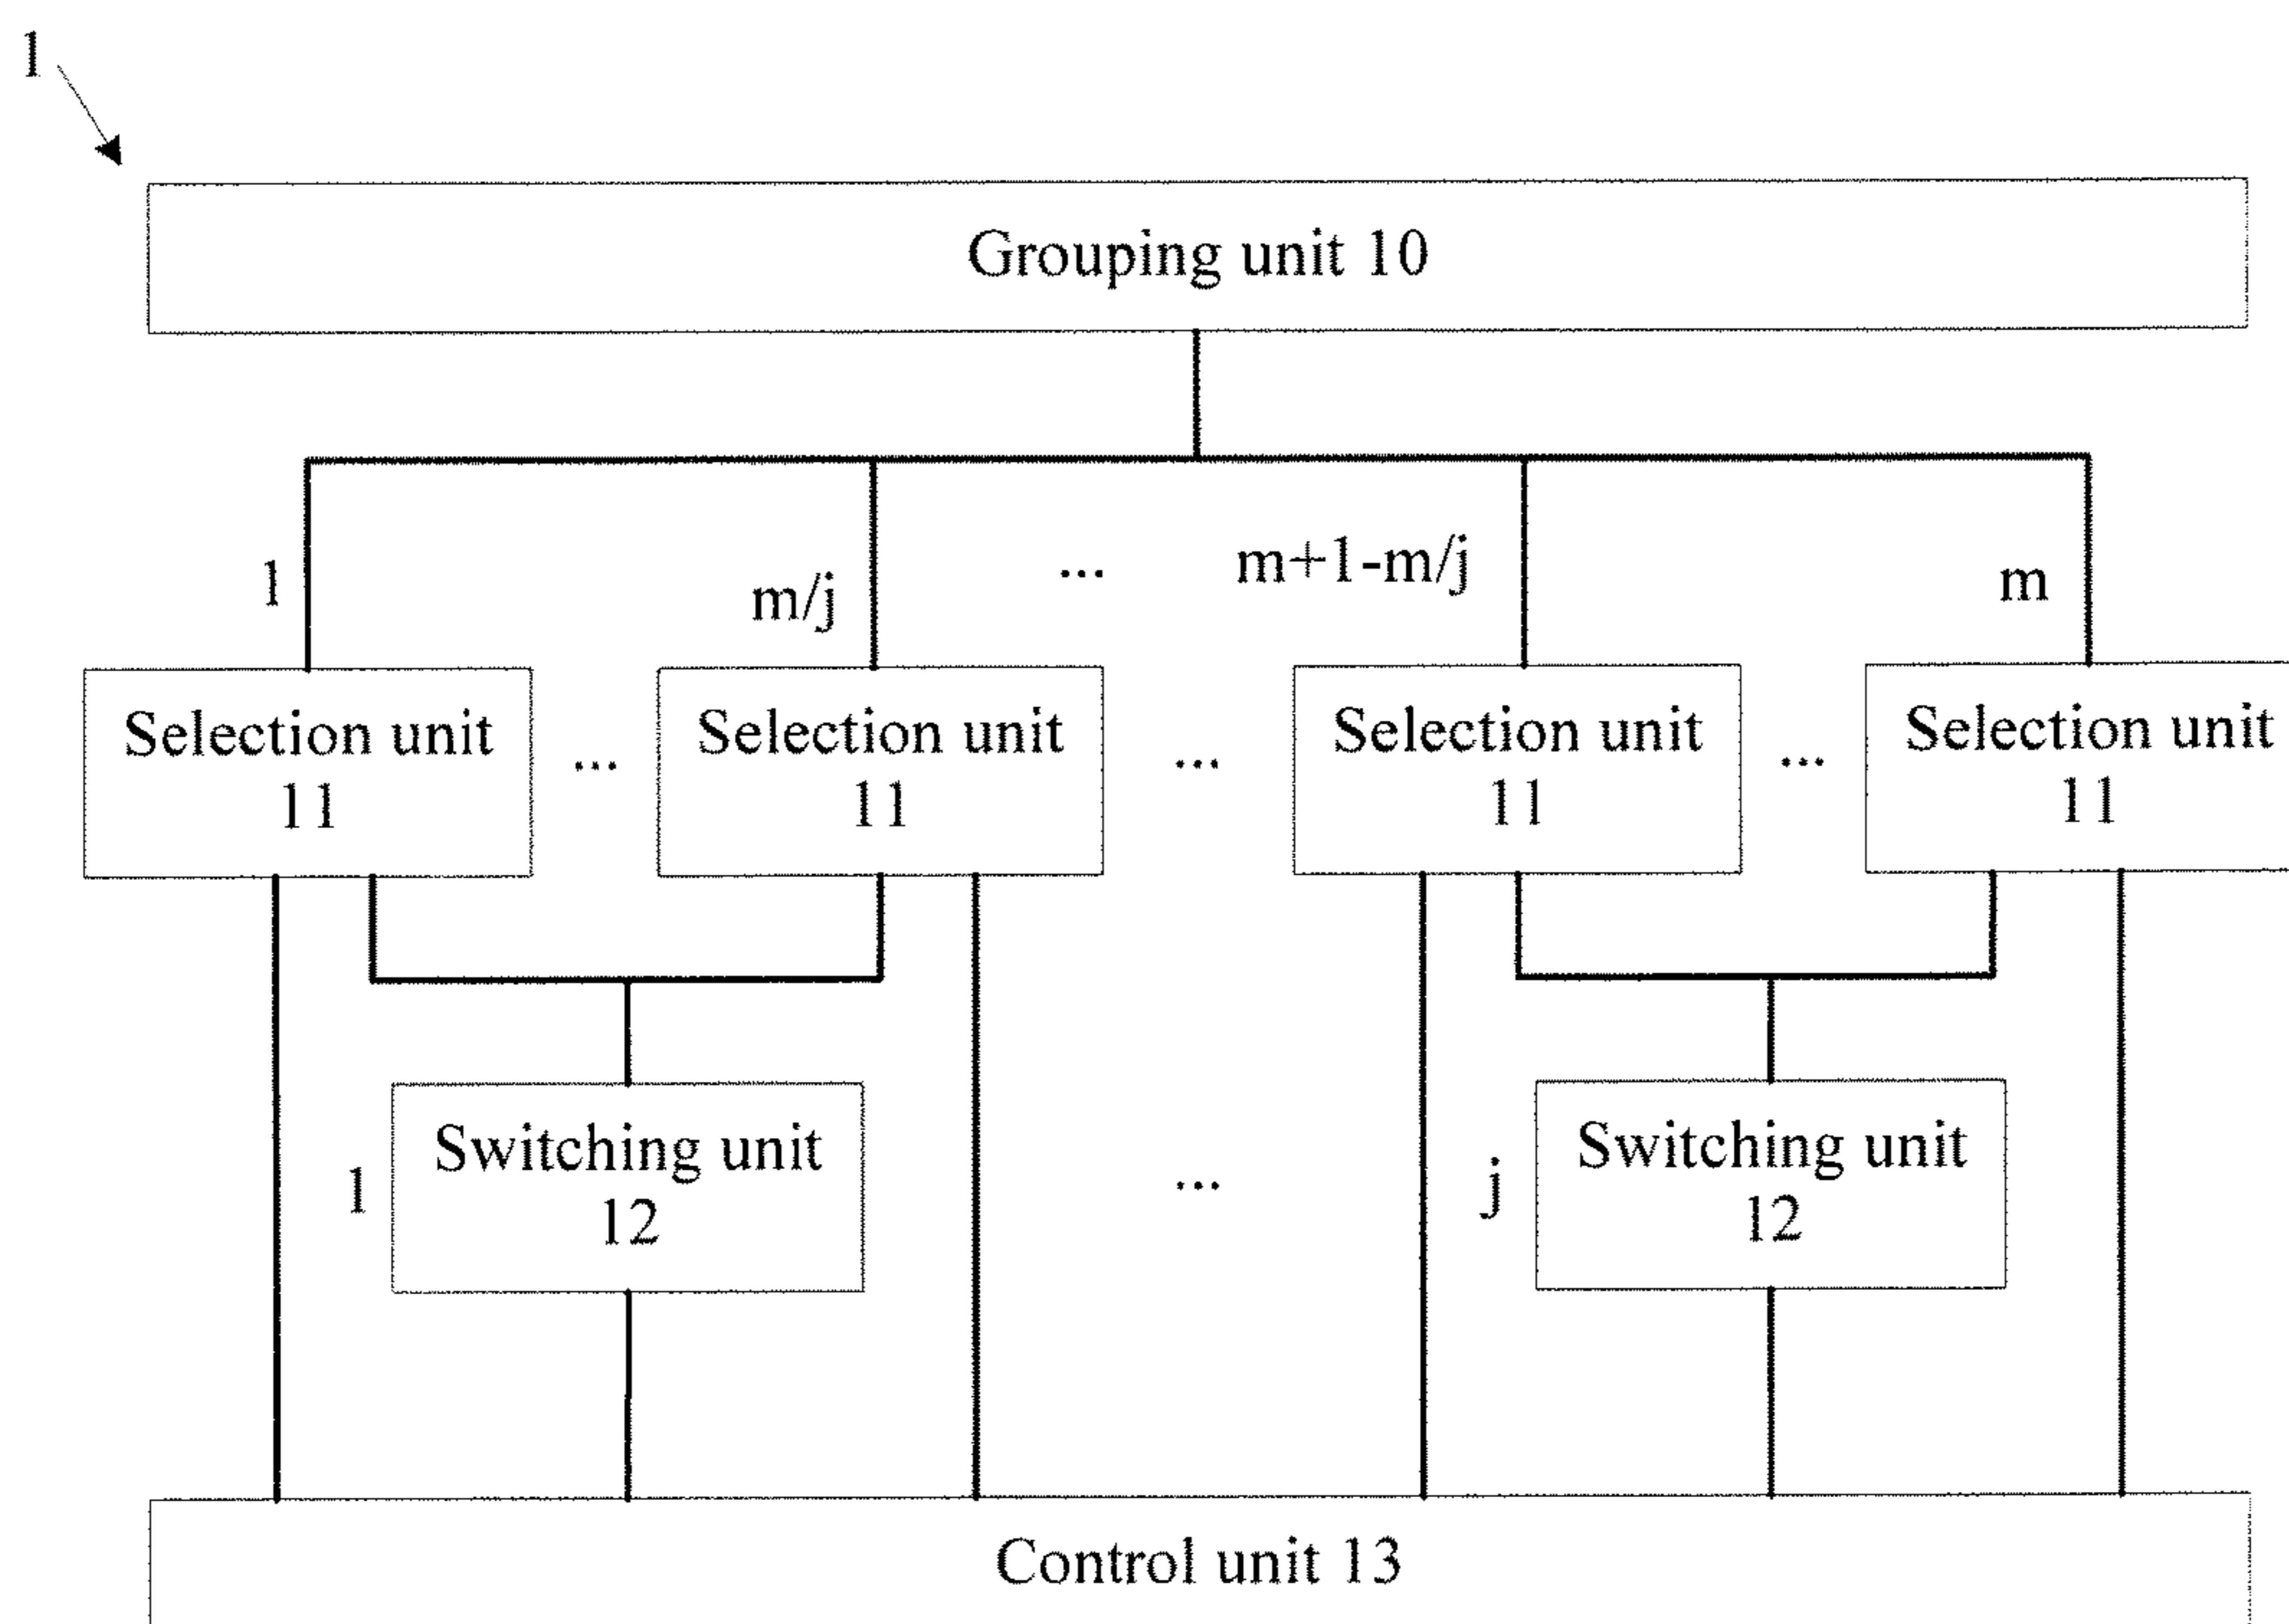 1
Grouping unit 10
1
m/j
...
m+1-m/j
m
Selection unit
11
...
Selection unit
11
...
Selection unit
11
...
Selection unit
11
1
Switching unit
12
...
j
Switching unit
12
Control unit 13